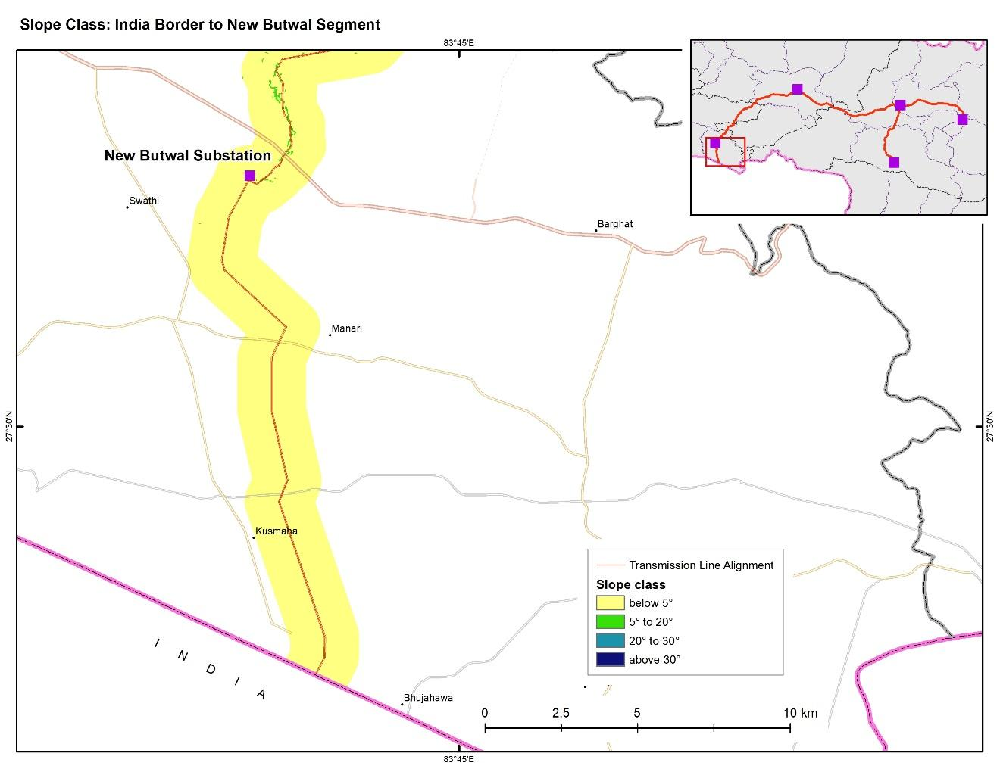 Slope Class: India Border to New Butwal Segment
83°45'E
New Butwal Substation
Swathi
Barghat
Manari
27°30'N
27°30'N
Kusmaha
Transmission Line Alignment
Slope class
below 5°
5° to 20°
20° to 30°
above 30°
INDIA
Bhujahawa
0 2.5 5 10 km
83°45'E